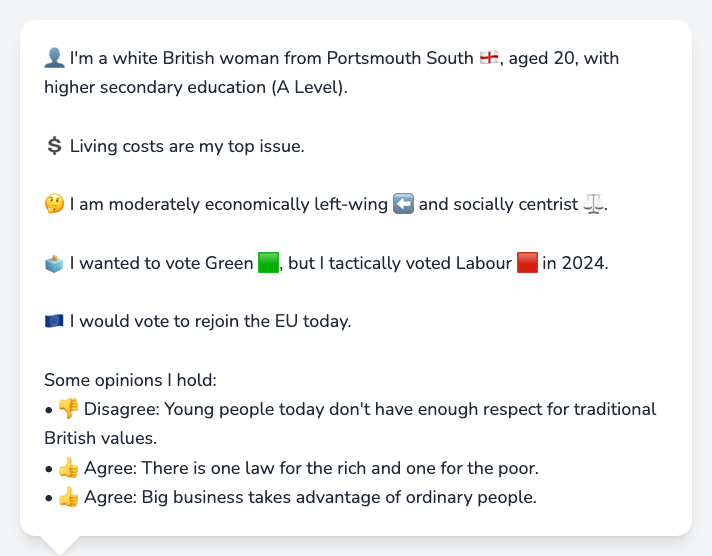 👤 I'm a white British woman from Portsmouth South 🏴󠁧󠁢󠁥󠁮󠁧󠁿, aged 20, with
higher secondary education (A Level).
💲 Living costs are my top issue.
🤔 I am moderately economically left-wing ⬅️ and socially centrist ⚖️.
🗳️ I wanted to vote Green 🟩, but I tactically voted Labour 🟥 in 2024.
🇪🇺 I would vote to rejoin the EU today.
Some opinions I hold:
• 👎 Disagree: Young people today don't have enough respect for traditional
British values.
• 👍 Agree: There is one law for the rich and one for the poor.
• 👍 Agree: Big business takes advantage of ordinary people.